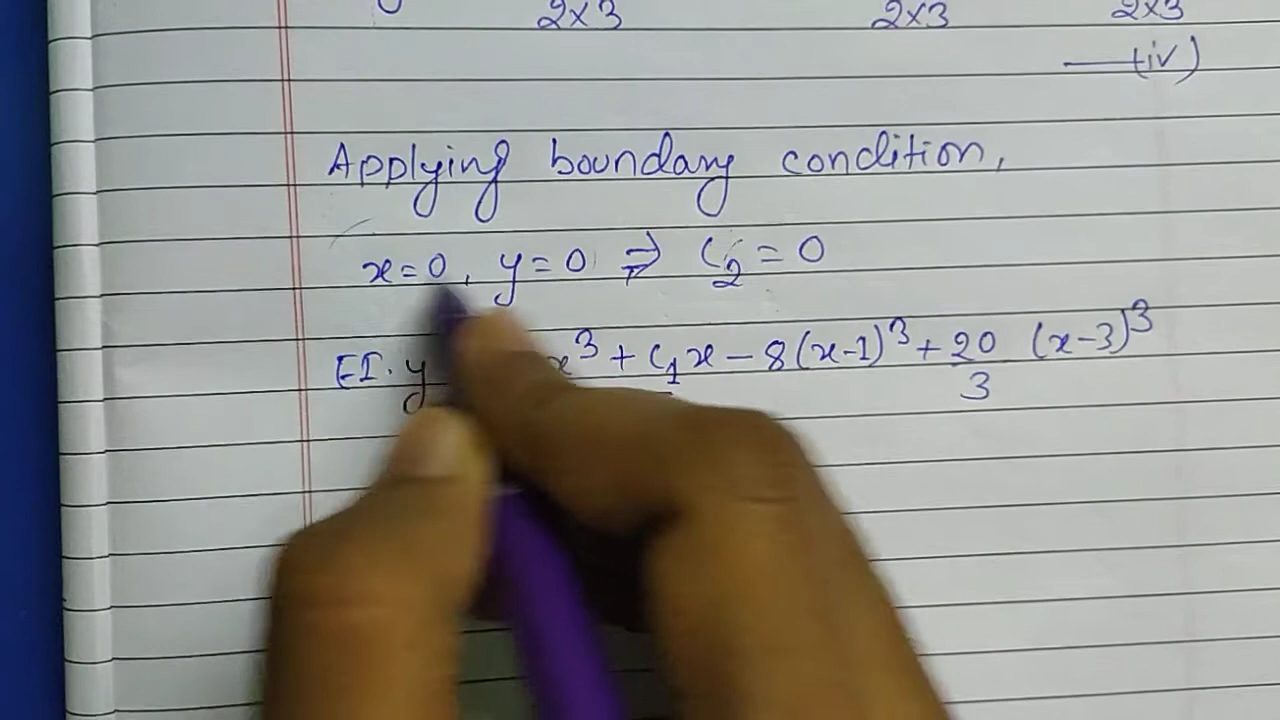 2×3 2×3 2×3
—(iv)
Applying boundary condition,
x=0, y=0 ⇒ C₂ = 0
EI.y x³ + C₁x − 8(x-1)³ + 20/3 (x-3)³